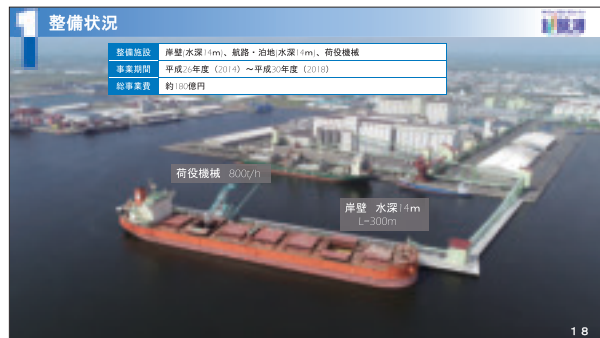 1 整備状況
整備施設 岸壁(水深14m)、航路・泊地(水深14m)、荷役機械
事業期間 平成26年度（2014）～平成30年度（2018）
総事業費 約180億円
荷役機械 800t/h
岸壁 水深14m
L=300m
18